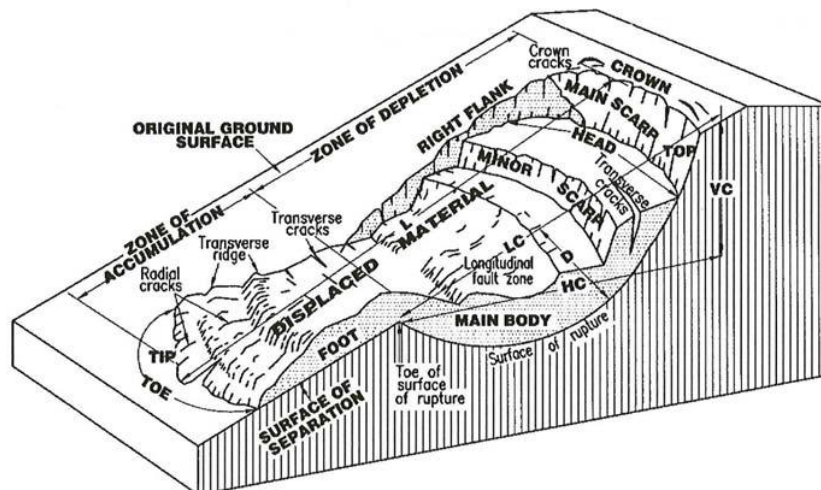 Crown
cracks
CROWN
MAIN SCARP
ZONE OF DEPLETION
RIGHT FLANK
ORIGINAL GROUND
SURFACE
HEAD
TOP
MINOR
SCARP
Transverse
cracks
VC
ZONE OF
ACCUMULATION
Transverse
cracks
Transverse
ridge
Radial
cracks
L
LC
D
DISPLACED MATERIAL
Longitudinal
fault zone
HC
MAIN BODY
Surface of rupture
FOOT
TIP
TOE
Toe of
surface
of rupture
SURFACE OF
SEPARATION